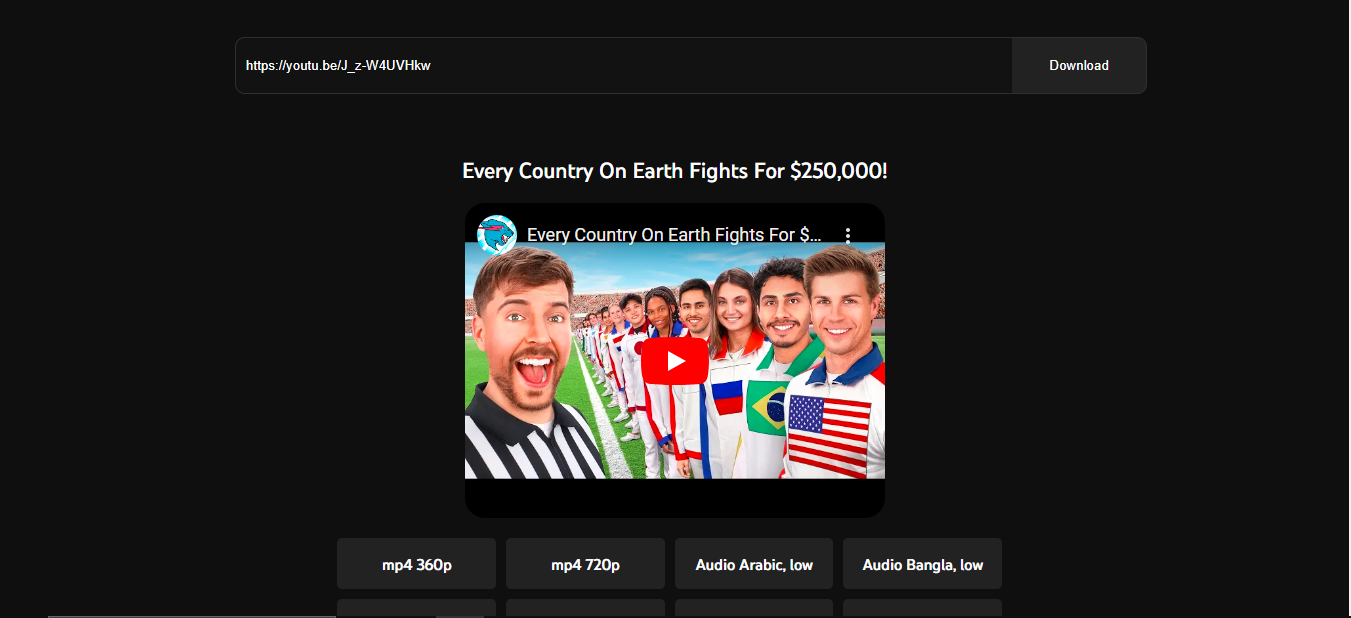 https://youtu.be/J_z-W4UVHkw
Download
Every Country On Earth Fights For $250,000!
Every Country On Earth Fights For $...
mp4 360p
mp4 720p
Audio Arabic, low
Audio Bangla, low